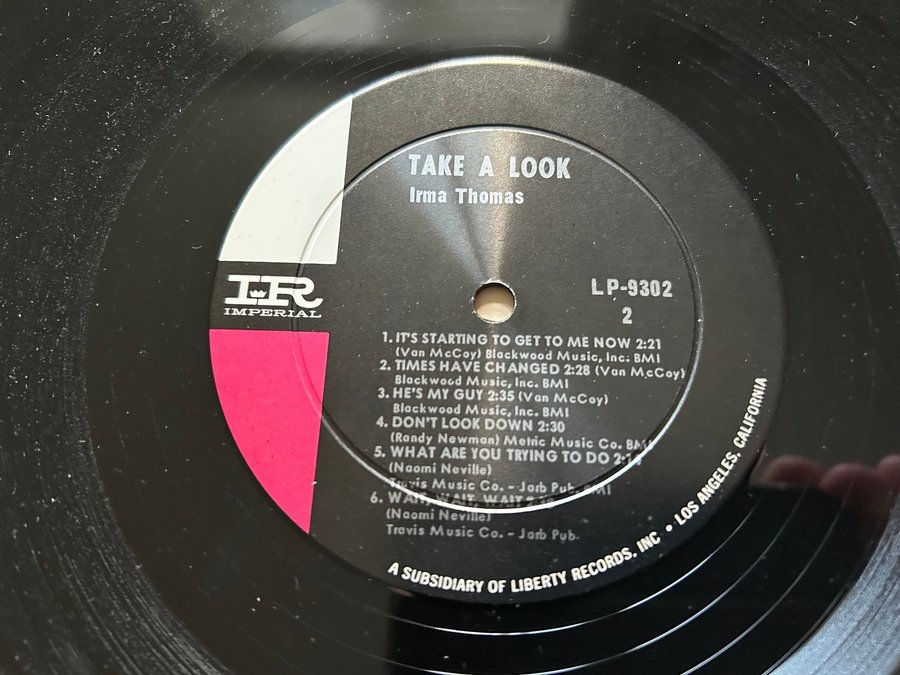 TAKE A LOOK
Irma Thomas
IR
IMPERIAL
LP-9302
2
1. IT'S STARTING TO GET TO ME NOW 2:21
(Van McCoy) Blackwood Music, Inc. BMI
2. TIMES HAVE CHANGED 2:28 (Van McCoy)
Blackwood Music, Inc. BMI
3. HE'S MY GUY 2:35 (Van McCoy)
Blackwood Music, Inc. BMI
4. DON'T LOOK DOWN 2:30
(Randy Newman) Metric Music Co. BMI
5. WHAT ARE YOU TRYING TO DO
(Naomi Neville)
Travis Music Co. - Jarb Pub. BMI
6. WAIT, WAIT, WAIT
(Naomi Neville)
Travis Music Co. - Jarb Pub.
A SUBSIDIARY OF LIBERTY RECORDS, INC • LOS ANGELES, CALIFORNIA